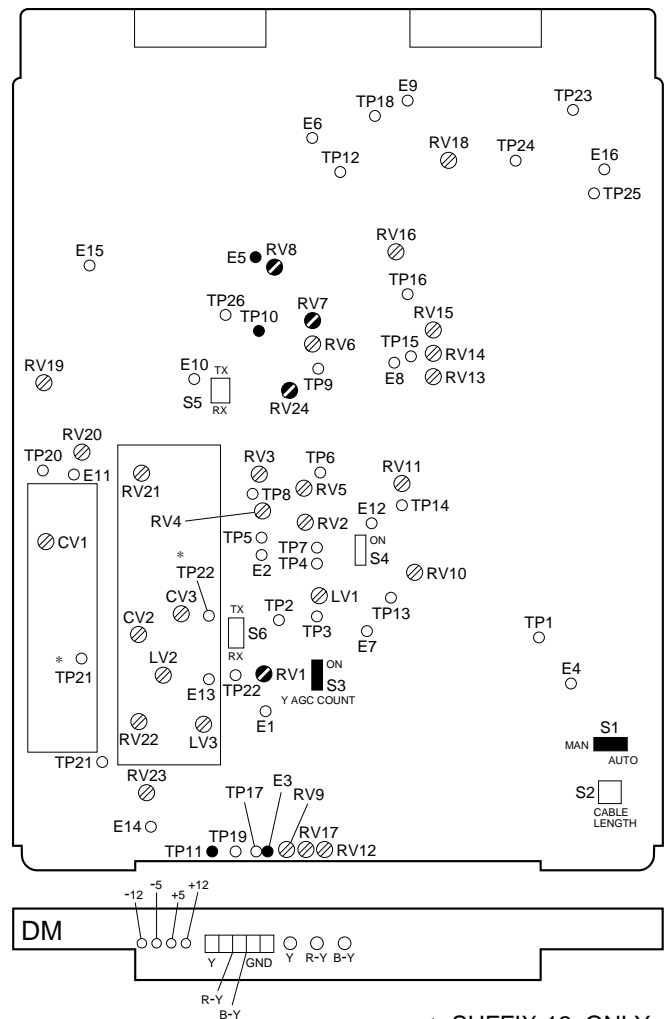 E9
TP18
TP23
E6
RV18
TP12
TP24
E16
TP25
RV16
E15
E5
RV8
TP16
TP26
TP10
RV7
RV15
RV6
TP15
RV14
E10
TX
TP9
E8
RV13
RV19
S5
RX
RV24
RV20
TP20
E11
RV21
RV3
TP6
RV11
TP8
RV5
TP14
RV4
CV1
RV2
E12
TP5
ON
*
TP7
S4
E2
TP4
TP22
RV10
CV3
LV1
TX
TP2
TP13
CV2
S6
TP3
TP1
E7
RX
*
TP21
LV2
RV1
ON
E13
TP22
S3
E4
Y AGC COUNT
E1
RV22
LV3
S1
MAN
AUTO
TP21
RV23
E3
S2
TP17
RV9
CABLE
LENGTH
E14
TP19
RV17
TP11
RV12
-12
-5
+5
+12
DM
Y
GND
Y
R-Y
B-Y
R-Y
B-Y